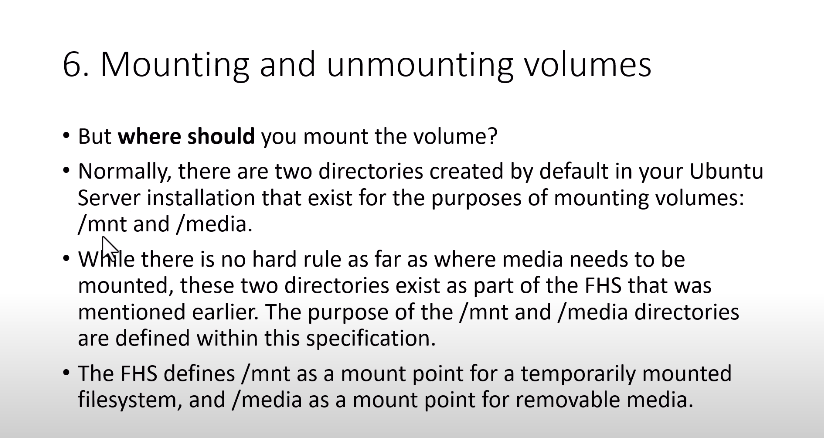 6. Mounting and unmounting volumes
• But where should you mount the volume?
• Normally, there are two directories created by default in your Ubuntu
Server installation that exist for the purposes of mounting volumes:
/mnt and /media.
• While there is no hard rule as far as where media needs to be
mounted, these two directories exist as part of the FHS that was
mentioned earlier. The purpose of the /mnt and /media directories
are defined within this specification.
• The FHS defines /mnt as a mount point for a temporarily mounted
filesystem, and /media as a mount point for removable media.